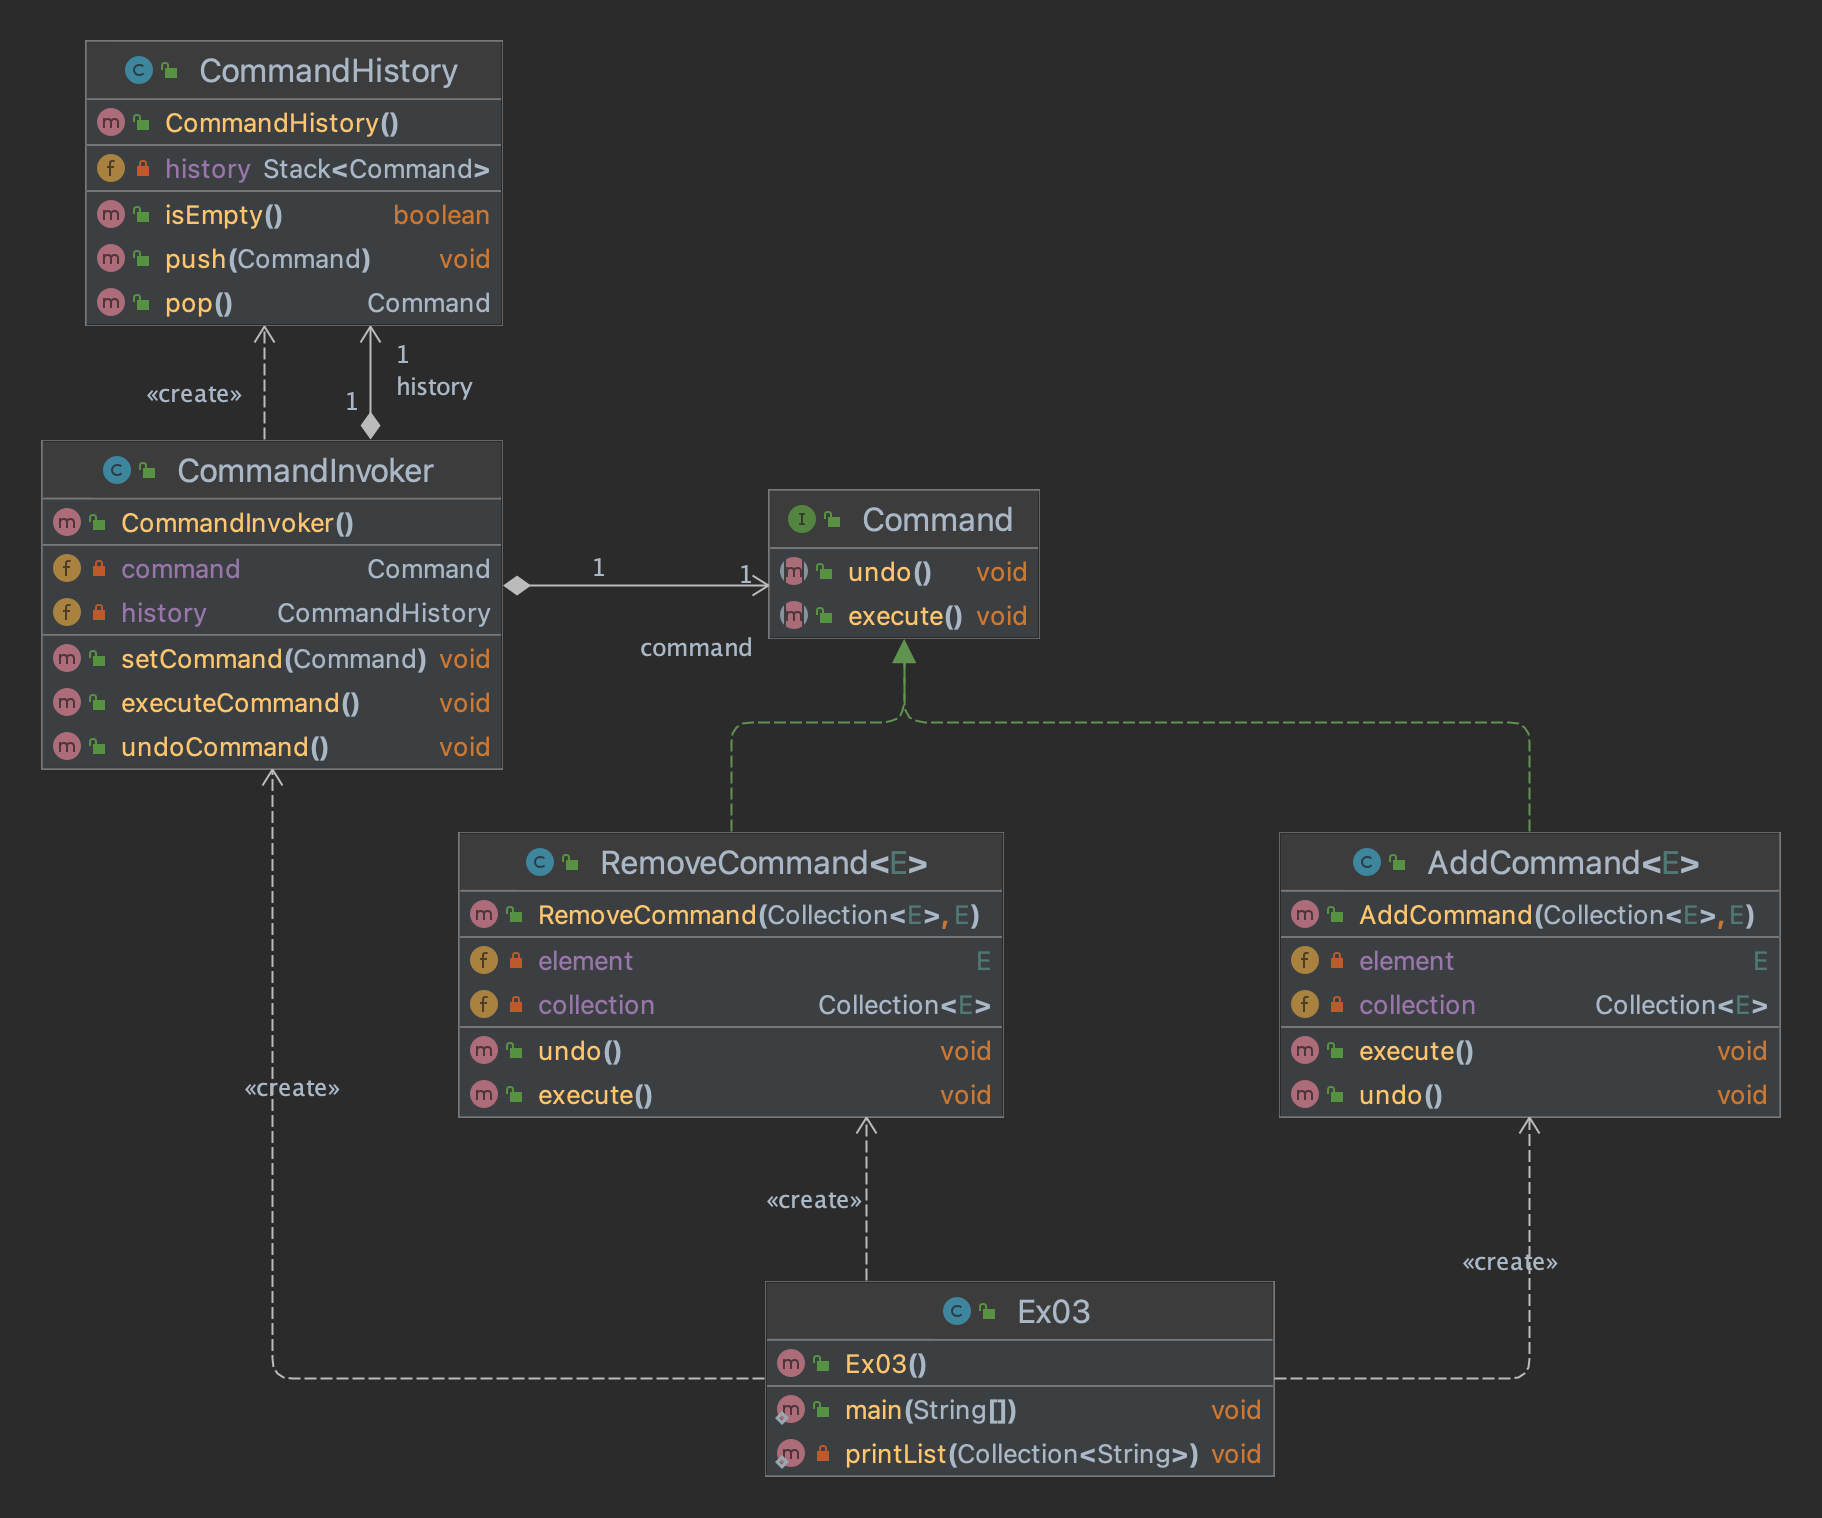 CommandHistory
CommandHistory()
history Stack<Command>
isEmpty() boolean
push(Command) void
pop() Command
«create»
1
history
1
CommandInvoker
CommandInvoker()
command Command
history CommandHistory
setCommand(Command) void
executeCommand() void
undoCommand() void
1
1
command
Command
undo() void
execute() void
RemoveCommand<E>
RemoveCommand(Collection<E>, E)
element E
collection Collection<E>
undo() void
execute() void
AddCommand<E>
AddCommand(Collection<E>, E)
element E
collection Collection<E>
execute() void
undo() void
«create»
«create»
«create»
Ex03
Ex03()
main(String[]) void
printList(Collection<String>) void